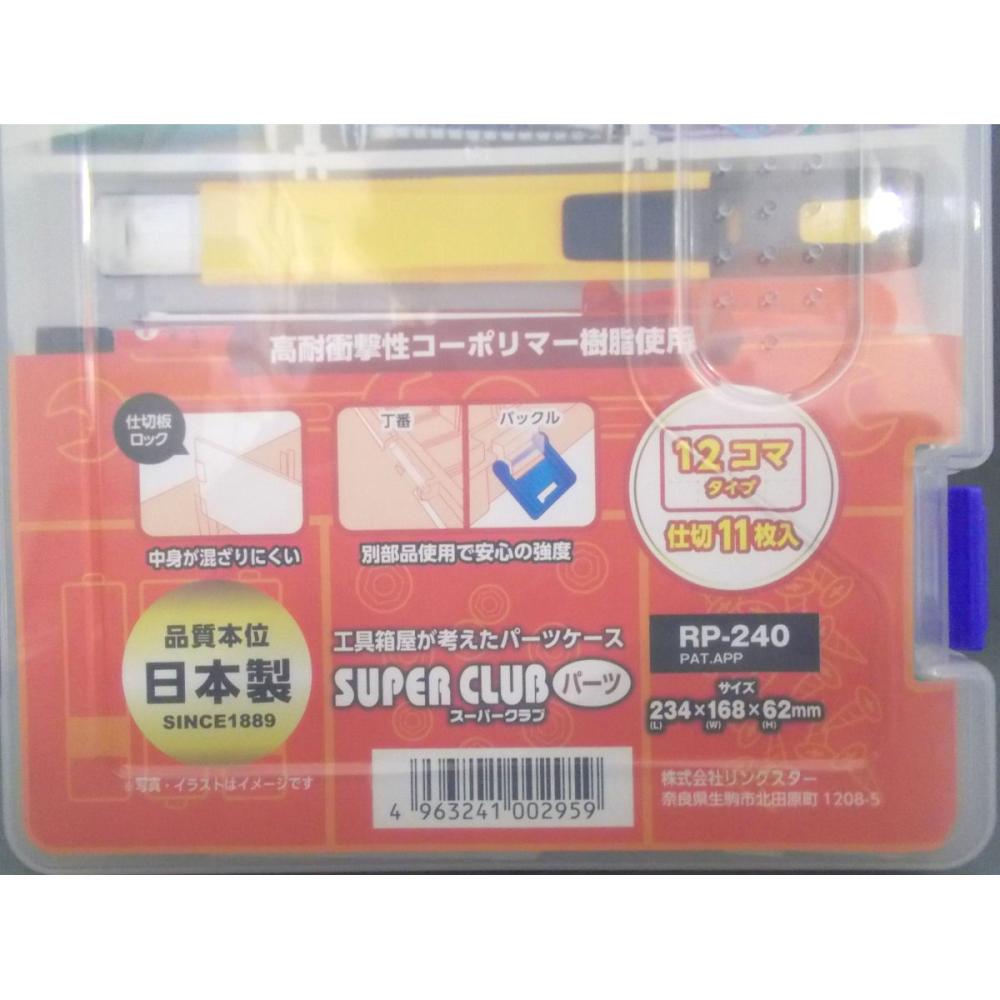 高耐衝撃性コーポリマー樹脂使用
仕切板
ロック
丁番
バックル
12コマ
タイプ
仕切11枚入
中身が混ざりにくい
別部品使用で安心の強度
品質本位
日本製
SINCE1889
工具箱屋が考えたパーツケース
SUPER CLUB パーツ
スーパークラブ
RP-240
PAT.APP
サイズ
234×168×62mm
(L) (W) (H)
※写真・イラストはイメージです
4 963241 002959
株式会社リングスター
奈良県生駒市北田原町 1208-5